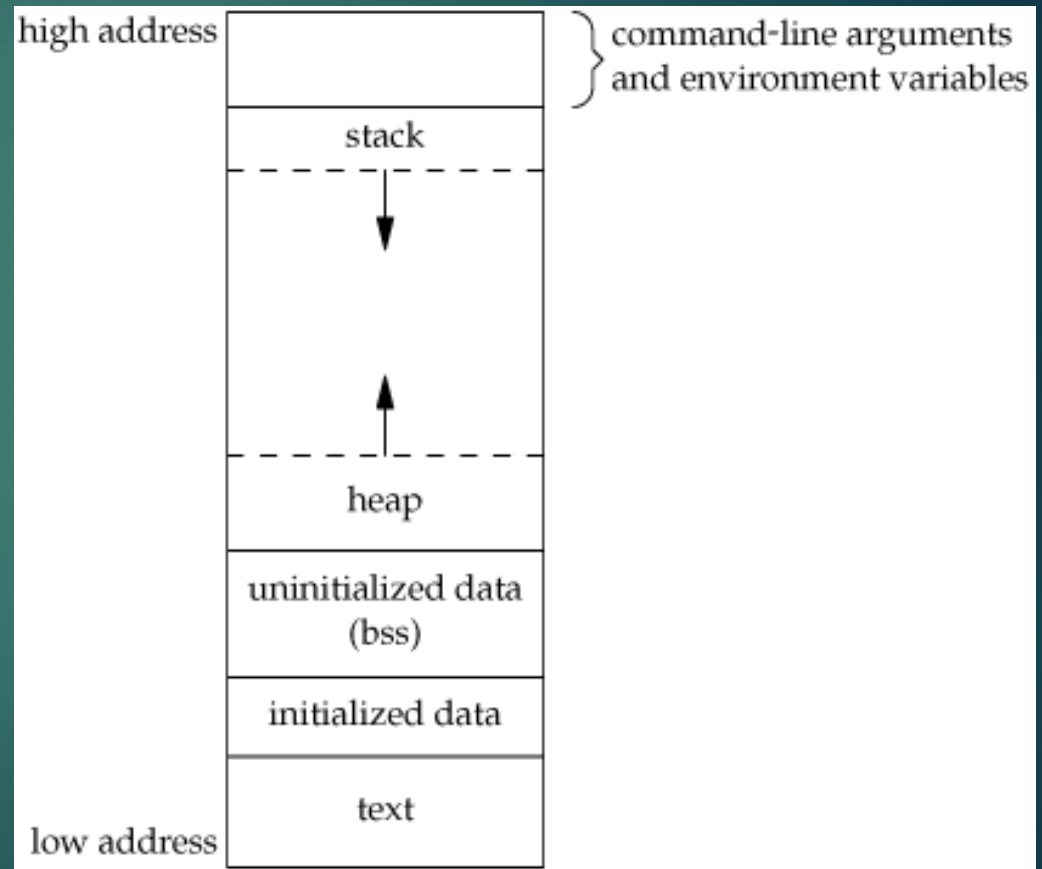 high address
command-line arguments
and environment variables
stack
heap
uninitialized data
(bss)
initialized data
text
low address